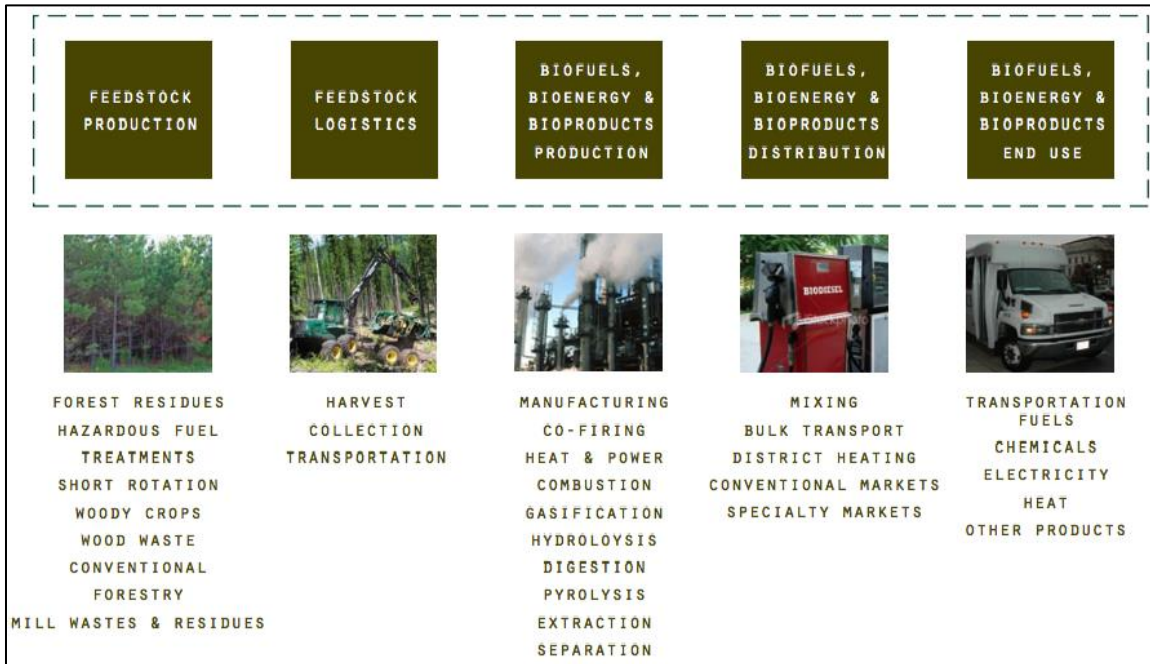 FEEDSTOCK
PRODUCTION
FEEDSTOCK
LOGISTICS
BIOFUELS,
BIOENERGY &
BIOPRODUCTS
PRODUCTION
BIOFUELS,
BIOENERGY &
BIOPRODUCTS
DISTRIBUTION
BIOFUELS,
BIOENERGY &
BIOPRODUCTS
END USE
BIODIESEL
iStockphoto
FOREST RESIDUES
HAZARDOUS FUEL
TREATMENTS
SHORT ROTATION
WOODY CROPS
WOOD WASTE
CONVENTIONAL
FORESTRY
MILL WASTES & RESIDUES
HARVEST
COLLECTION
TRANSPORTATION
MANUFACTURING
CO-FIRING
HEAT & POWER
COMBUSTION
GASIFICATION
HYDROLOYSIS
DIGESTION
PYROLYSIS
EXTRACTION
SEPARATION
MIXING
BULK TRANSPORT
DISTRICT HEATING
CONVENTIONAL MARKETS
SPECIALTY MARKETS
TRANSPORTATION
FUELS
CHEMICALS
ELECTRICITY
HEAT
OTHER PRODUCTS